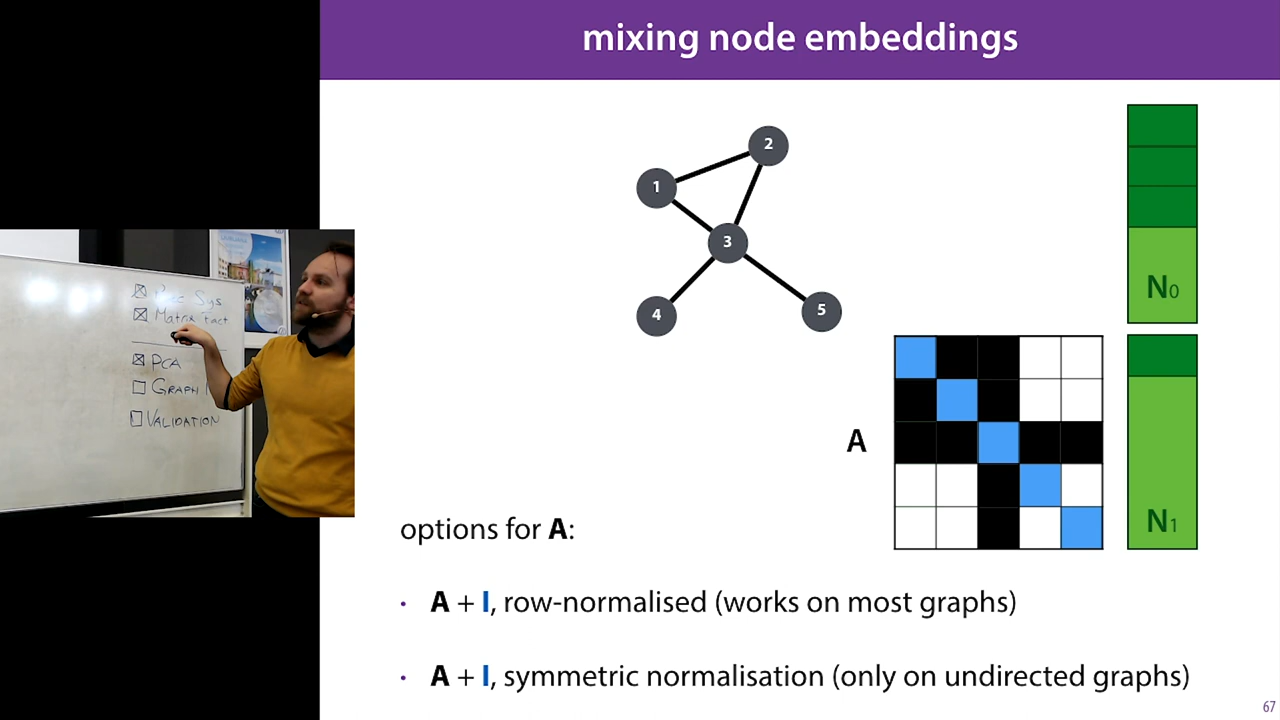 mixing node embeddings
2
1
3
4
5
N0
A
N1
options for A:
• A + I, row-normalised (works on most graphs)
• A + I, symmetric normalisation (only on undirected graphs)
67
Sys
Matrix Fact
PCA
GRAPH
VALIDATION